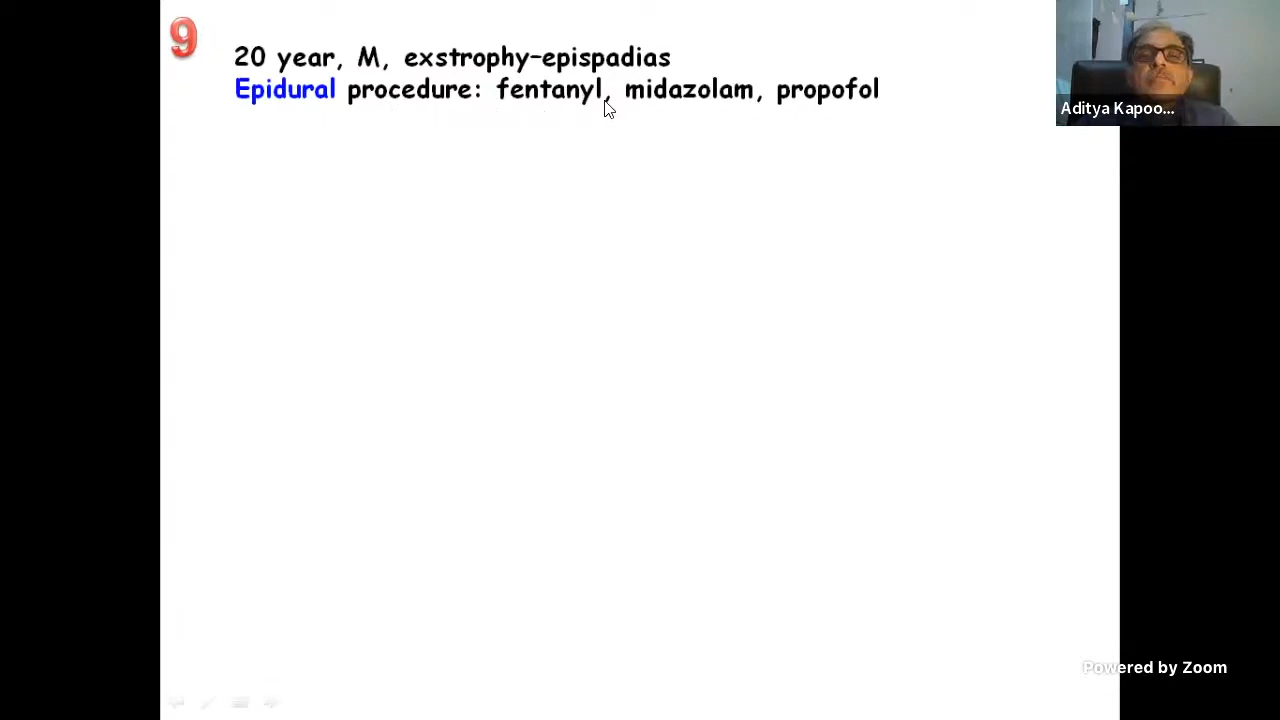 9
20 year, M, exstrophy-epispadias
Epidural procedure: fentanyl, midazolam, propofol
Aditya Kapoo...
Powered by Zoom